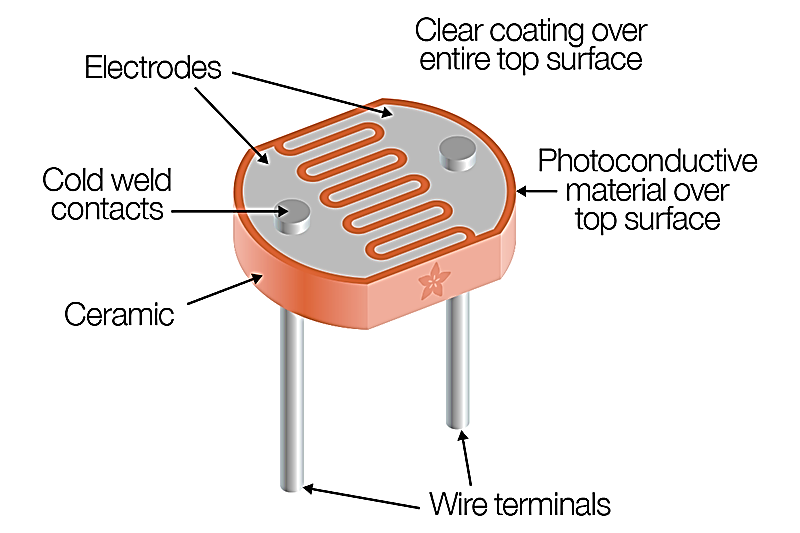 Clear coating over
entire top surface
Electrodes
Photoconductive
material over
top surface
Cold weld
contacts
Ceramic
Wire terminals